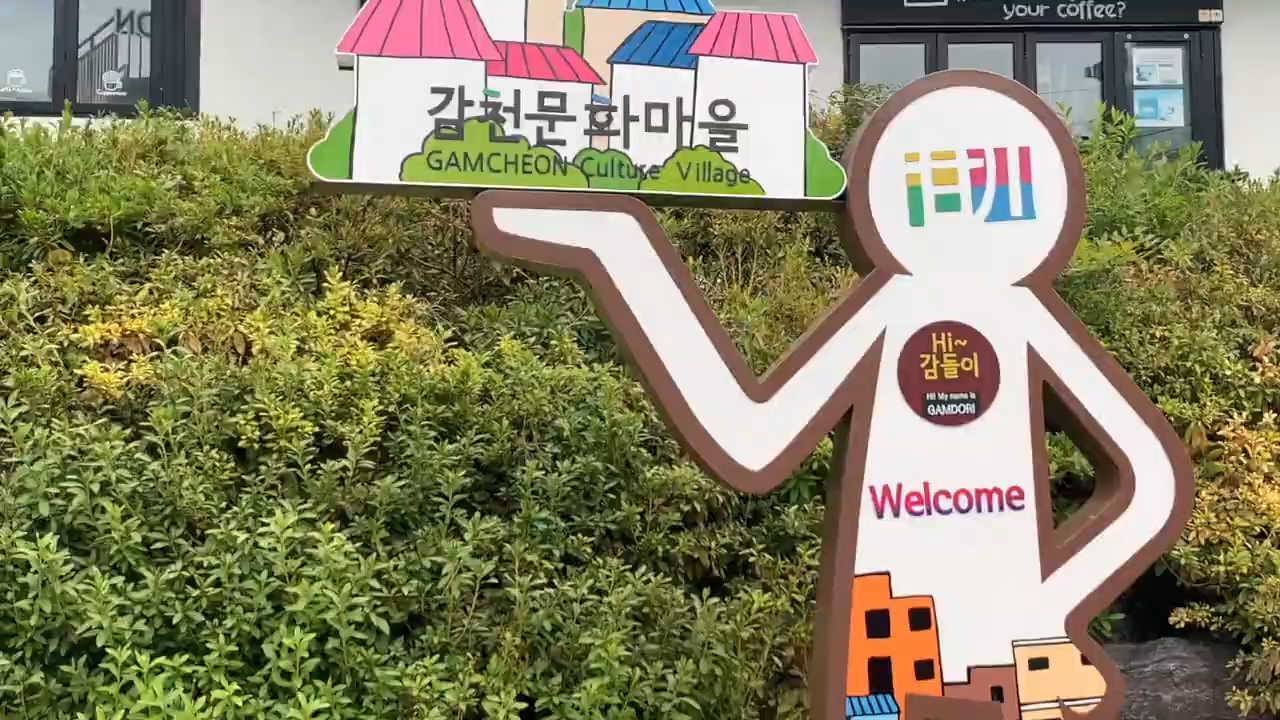 your coffee?
감천문화마을
GAMCHEON Culture Village
Hi~
감돌이
Hi! My name is
GAMDORI
Welcome